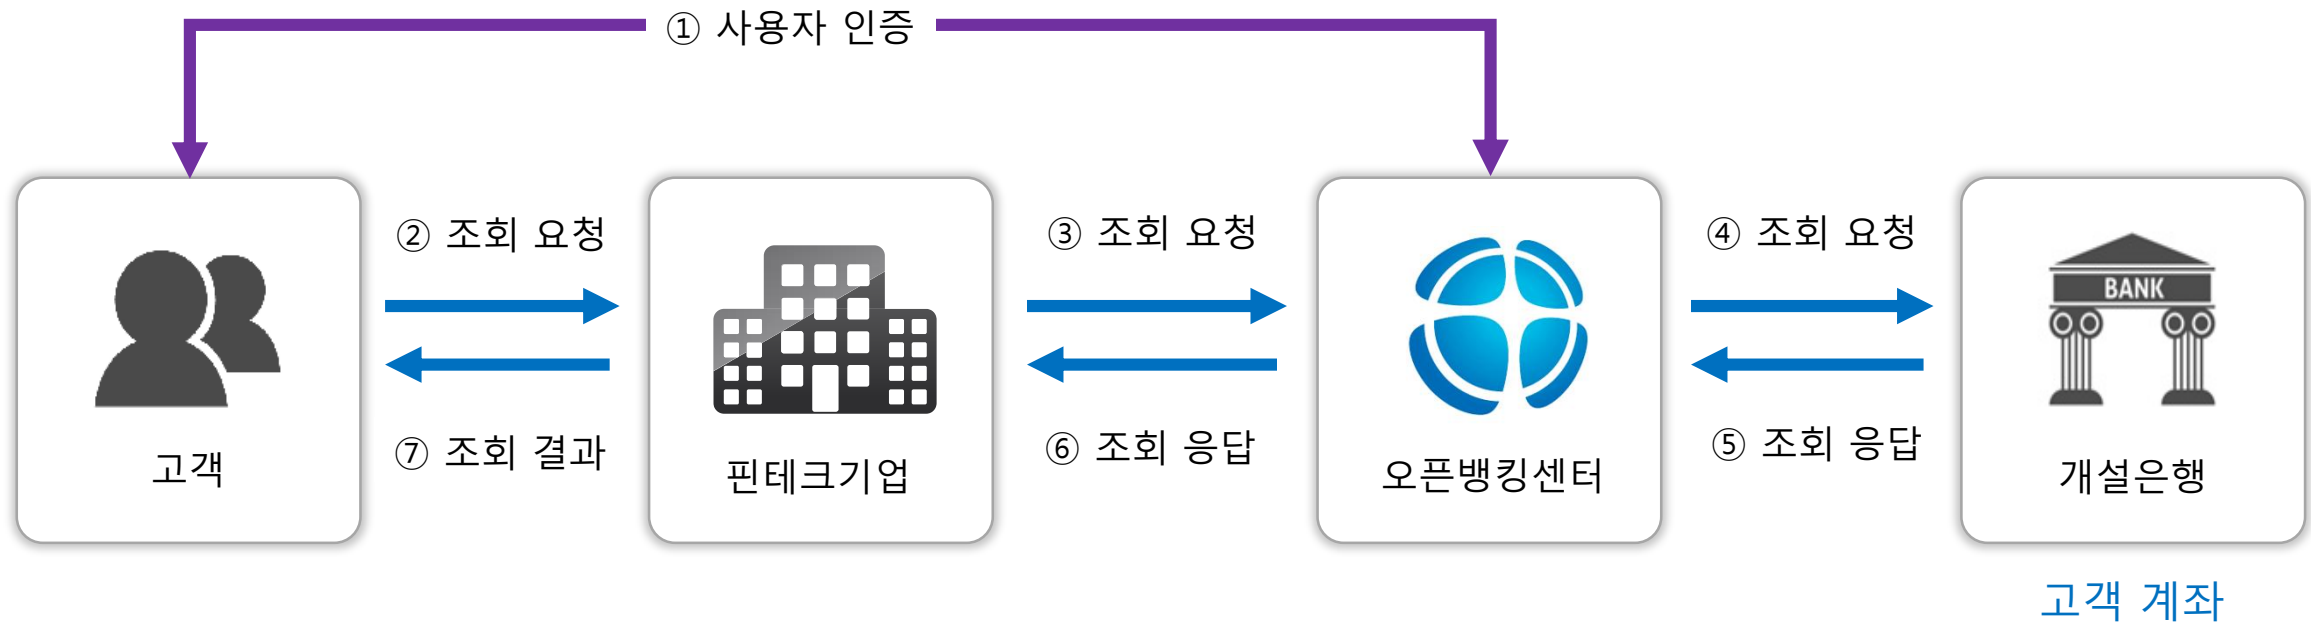 ① 사용자 인증
② 조회 요청
③ 조회 요청
④ 조회 요청
BANK
⑦ 조회 결과
⑥ 조회 응답
⑤ 조회 응답
고객
핀테크기업
오픈뱅킹센터
개설은행
고객 계좌